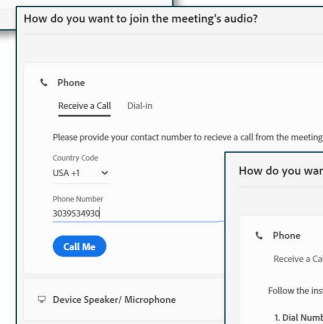 How do you want to join the meeting's audio?
Phone
Receive a Call Dial-in
Please provide your contact number to recieve a call from the meeting
Country Code
USA +1
Phone Number
3039534930
Call Me
Device Speaker/ Microphone
How do you wan
Phone
Receive a Cal
Follow the inst
1. Dial Numb